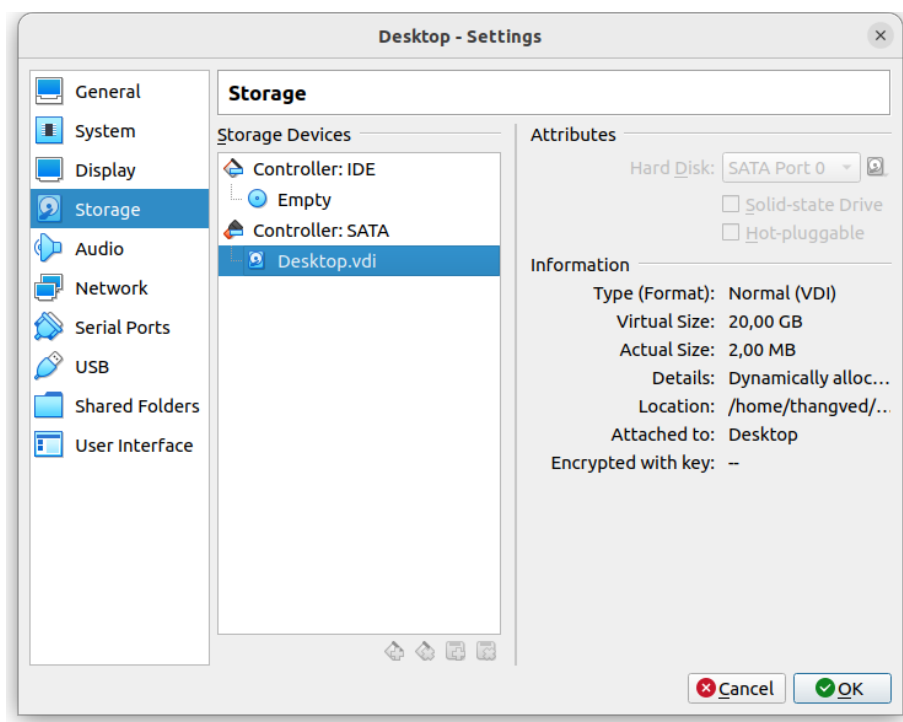 Desktop - Settings
General
System
Display
Storage
Audio
Network
Serial Ports
USB
Shared Folders
User Interface
Storage
Storage Devices
Controller: IDE
Empty
Controller: SATA
Desktop.vdi
Attributes
Hard Disk: SATA Port 0
Solid-state Drive
Hot-pluggable
Information
Type (Format): Normal (VDI)
Virtual Size: 20,00 GB
Actual Size: 2,00 MB
Details: Dynamically alloc...
Location: /home/thangved/...
Attached to: Desktop
Encrypted with key: --
Cancel
OK